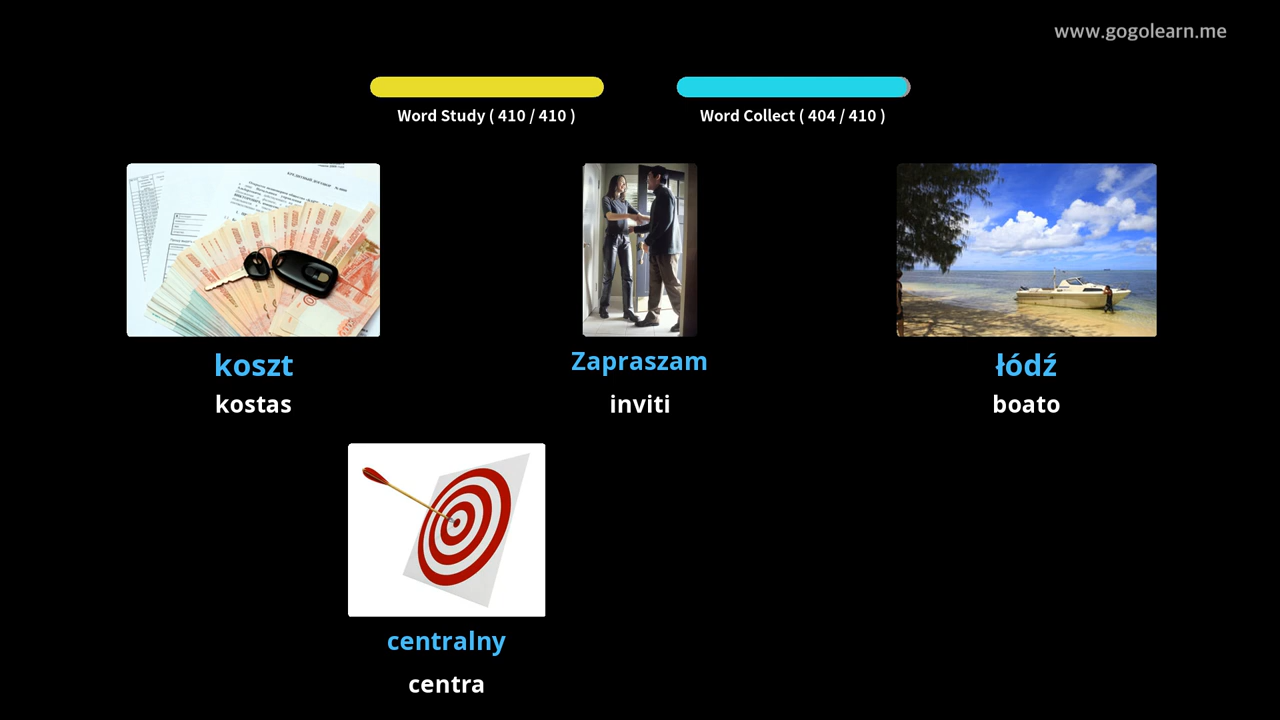 www.gogolearn.me
Word Study ( 410 / 410 )
Word Collect ( 404 / 410 )
koszt
Zapraszam
łódź
kostas
inviti
boato
centralny
centra